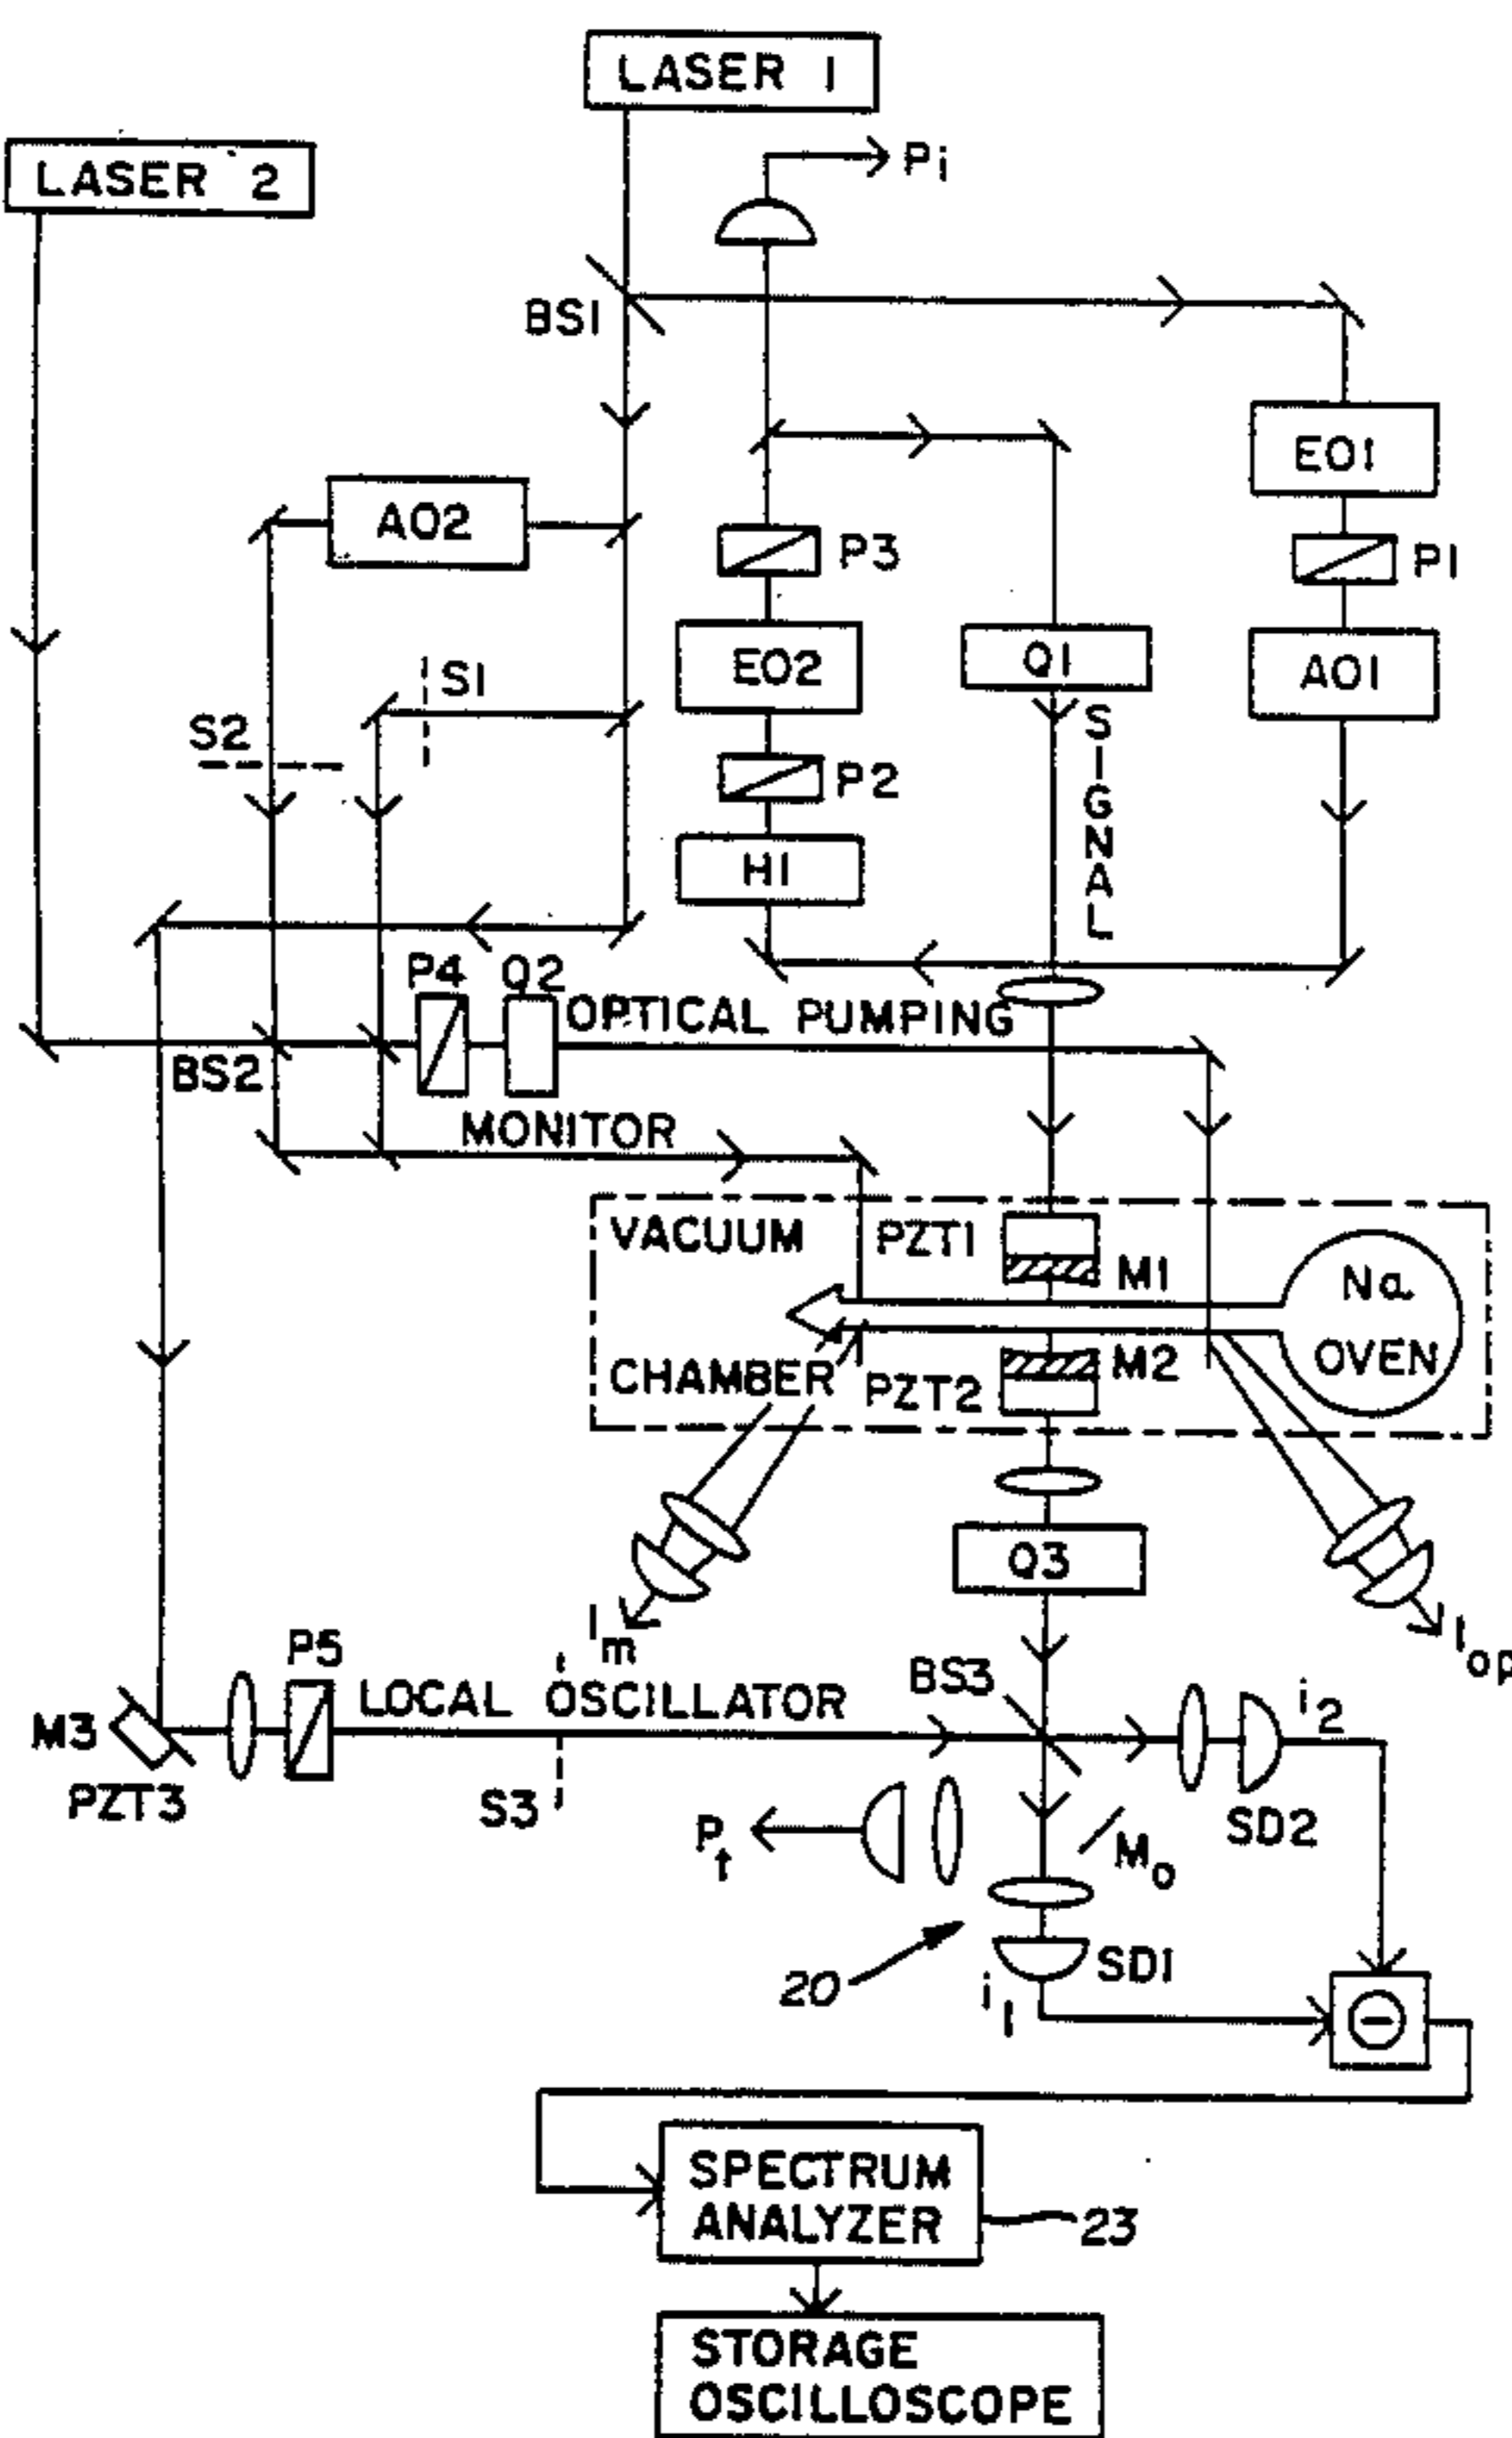 LASER 1
Pi
LASER 2
BS1
EO1
AO2
P3
P1
EO2
Q1
AO1
S1
SIGNAL
S2
P2
H1
P4
Q2
OPTICAL PUMPING
BS2
MONITOR
VACUUM
PZT1
M1
Na
OVEN
M2
CHAMBER
PZT2
Q3
Im
Iop
P5
BS3
LOCAL OSCILLATOR
i2
M3
PZT3
S3
Pt
Mo
SD2
SD1
20
i1
−
SPECTRUM
ANALYZER
23
STORAGE
OSCILLOSCOPE